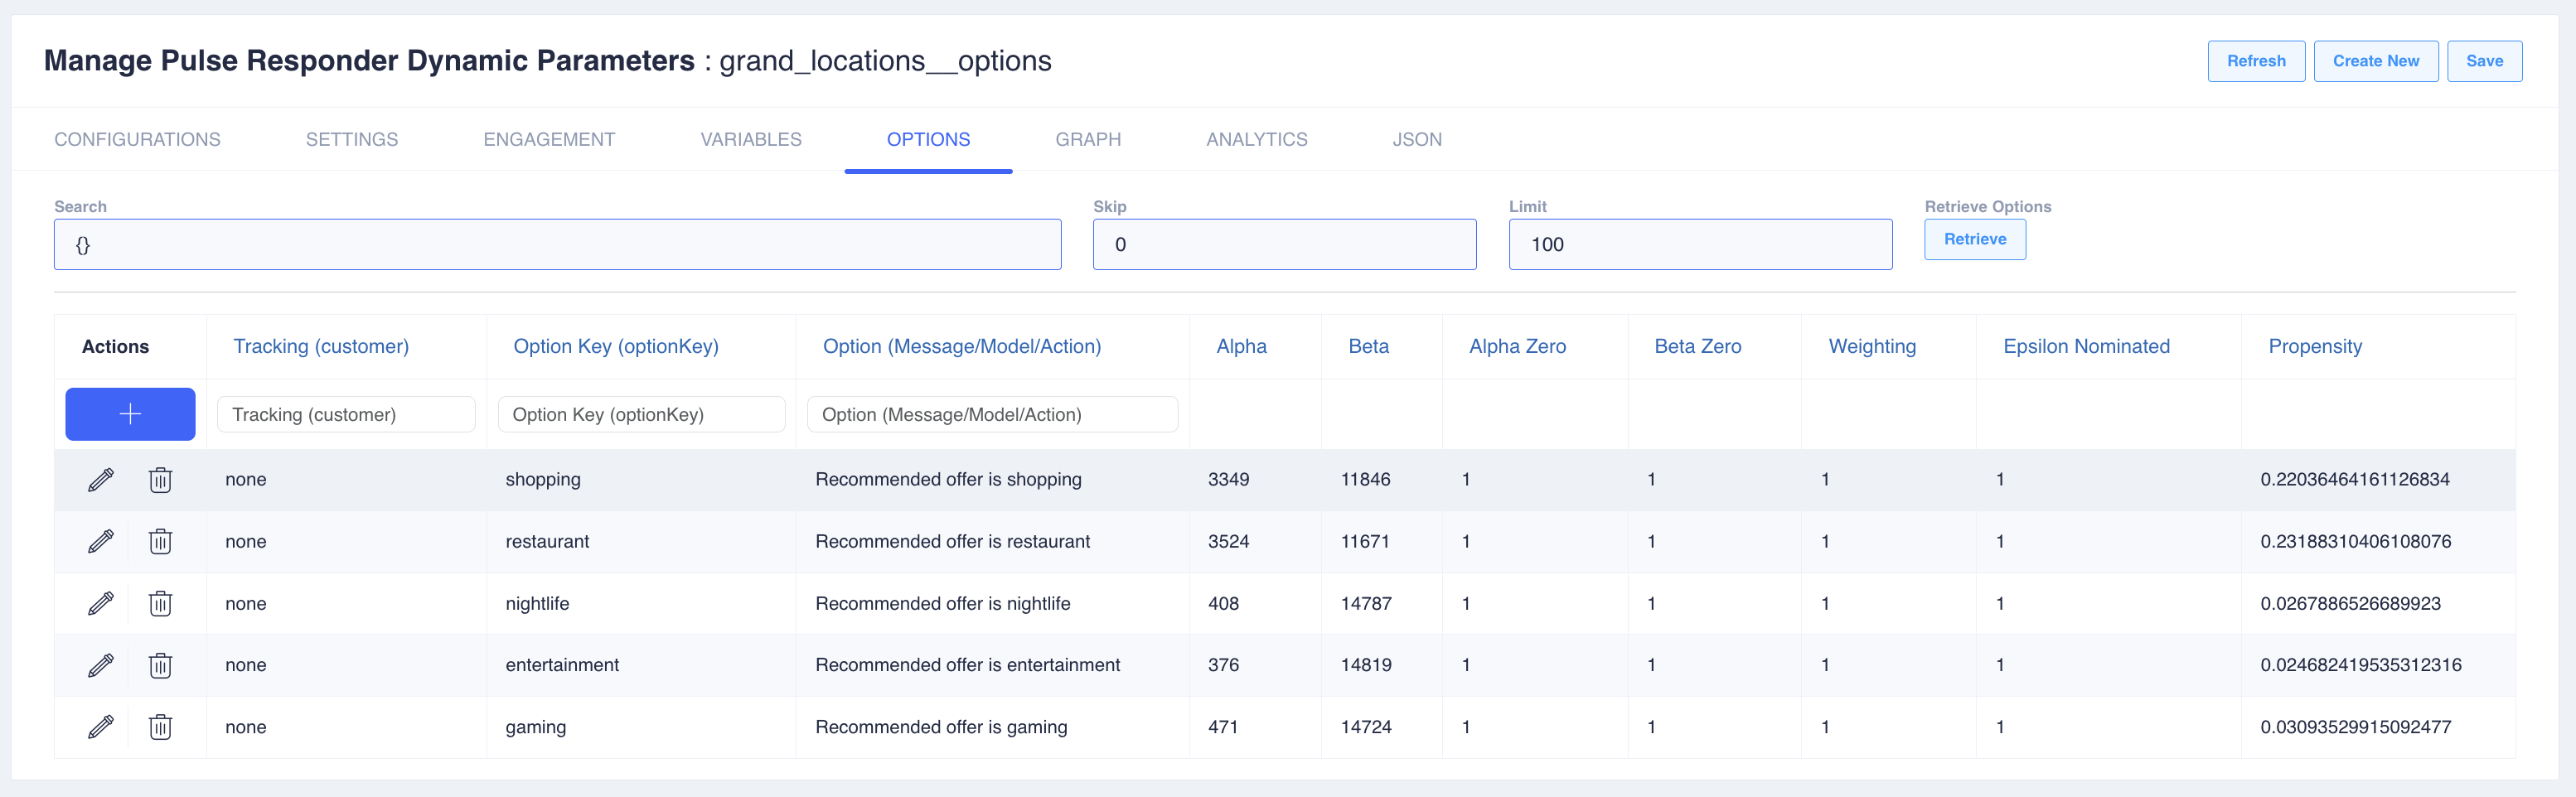 Manage Pulse Responder Dynamic Parameters : grand_locations__options
Refresh Create New Save
CONFIGURATIONS SETTINGS ENGAGEMENT VARIABLES OPTIONS GRAPH ANALYTICS JSON
Search Skip Limit Retrieve Options
{} 0 100 Retrieve
Actions Tracking (customer) Option Key (optionKey) Option (Message/Model/Action) Alpha Beta Alpha Zero Beta Zero Weighting Epsilon Nominated Propensity
Tracking (customer) Option Key (optionKey) Option (Message/Model/Action)
none shopping Recommended offer is shopping 3349 11846 1 1 1 1 0.22036464161126834
none restaurant Recommended offer is restaurant 3524 11671 1 1 1 1 0.23188310406108076
none nightlife Recommended offer is nightlife 408 14787 1 1 1 1 0.0267886526689923
none entertainment Recommended offer is entertainment 376 14819 1 1 1 1 0.024682419535312316
none gaming Recommended offer is gaming 471 14724 1 1 1 1 0.03093529915092477